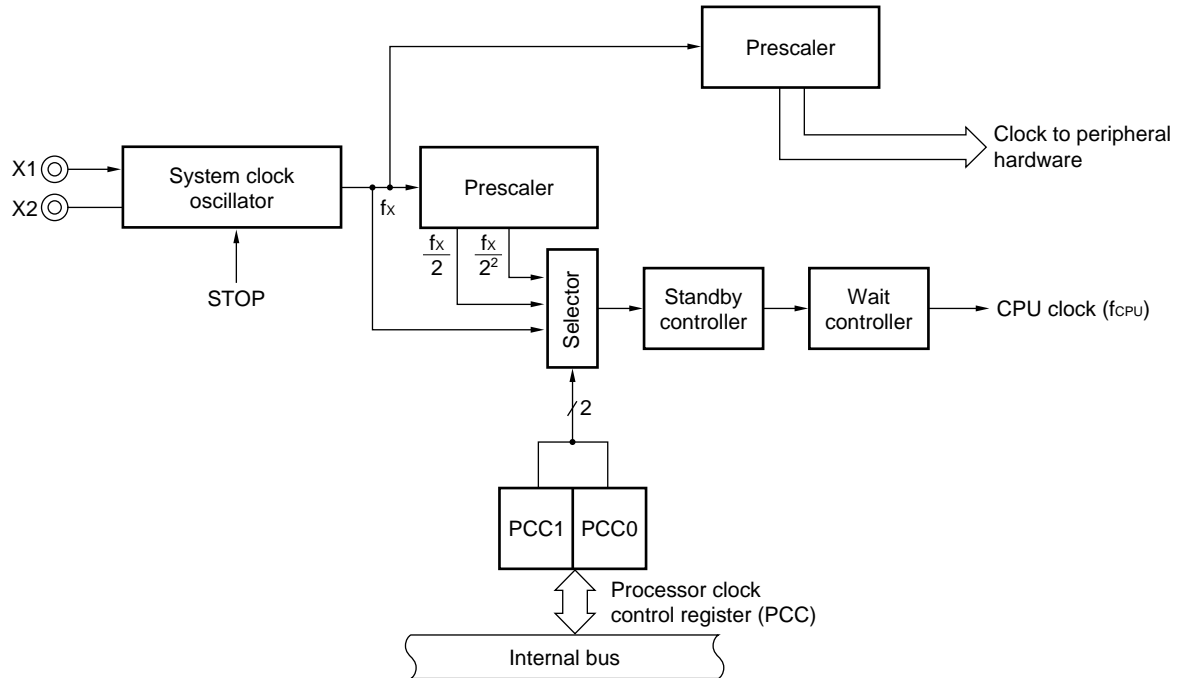 Prescaler
Clock to peripheral
hardware
X1
X2
System clock
oscillator
fX
Prescaler
STOP
fX
2
fX
2²
Selector
Standby
controller
Wait
controller
CPU clock (fCPU)
2
PCC1
PCC0
Processor clock
control register (PCC)
Internal bus